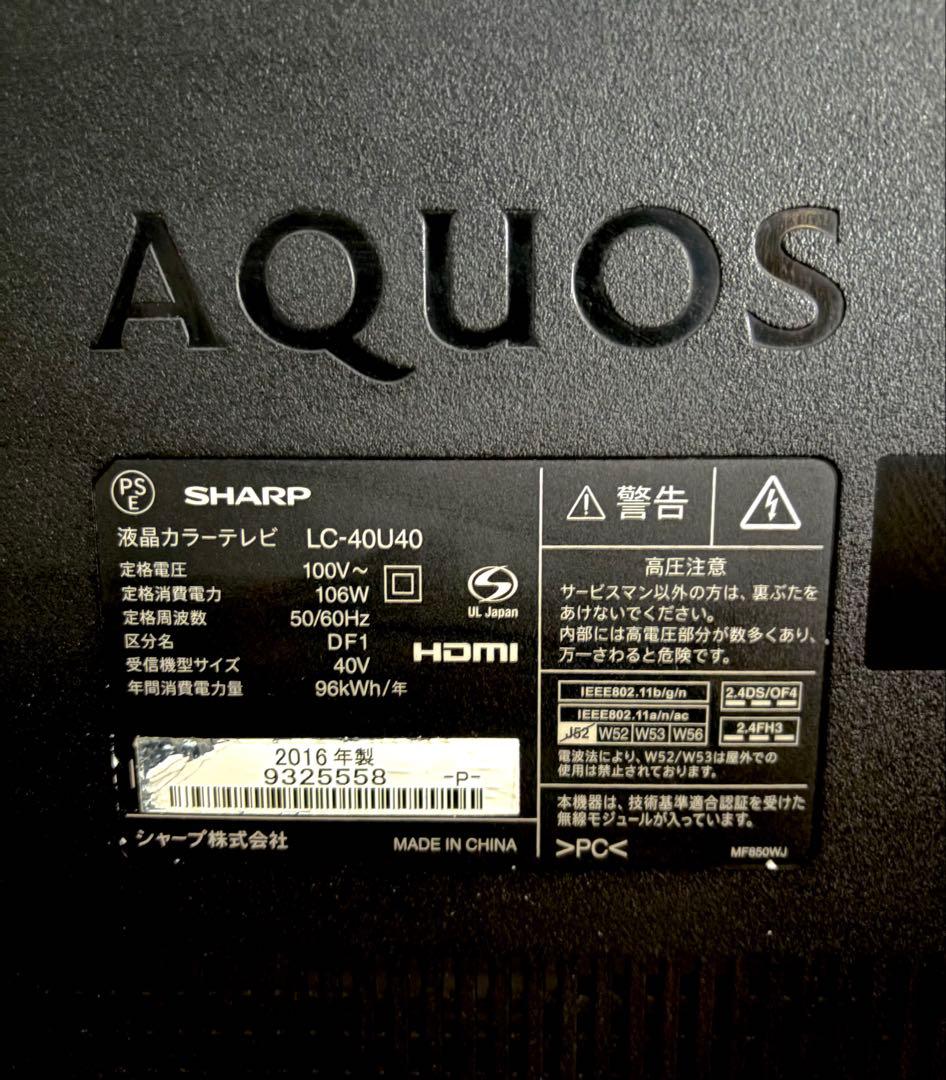 AQUOS
PSE
SHARP
液晶カラーテレビ LC-40U40
定格電圧 100V～
定格消費電力 106W
定格周波数 50/60Hz
区分名 DF1
受信機型サイズ 40V
年間消費電力量 96kWh/年
UL Japan
HDMI
2016年製
9325558 -P-
シャープ株式会社 MADE IN CHINA
警告
高圧注意
サービスマン以外の方は、裏ぶたを
あけないでください。
内部には高電圧部分が数多くあり、
万一さわると危険です。
IEEE802.11b/g/n
IEEE802.11a/n/ac
J52 W52 W53 W56
2.4DS/OF4
2.4FH3
電波法により、W52/W53は屋外での
使用は禁止されております。
本機器は、技術基準適合認証を受けた
無線モジュールが入っています。
>PC< MF850WJ